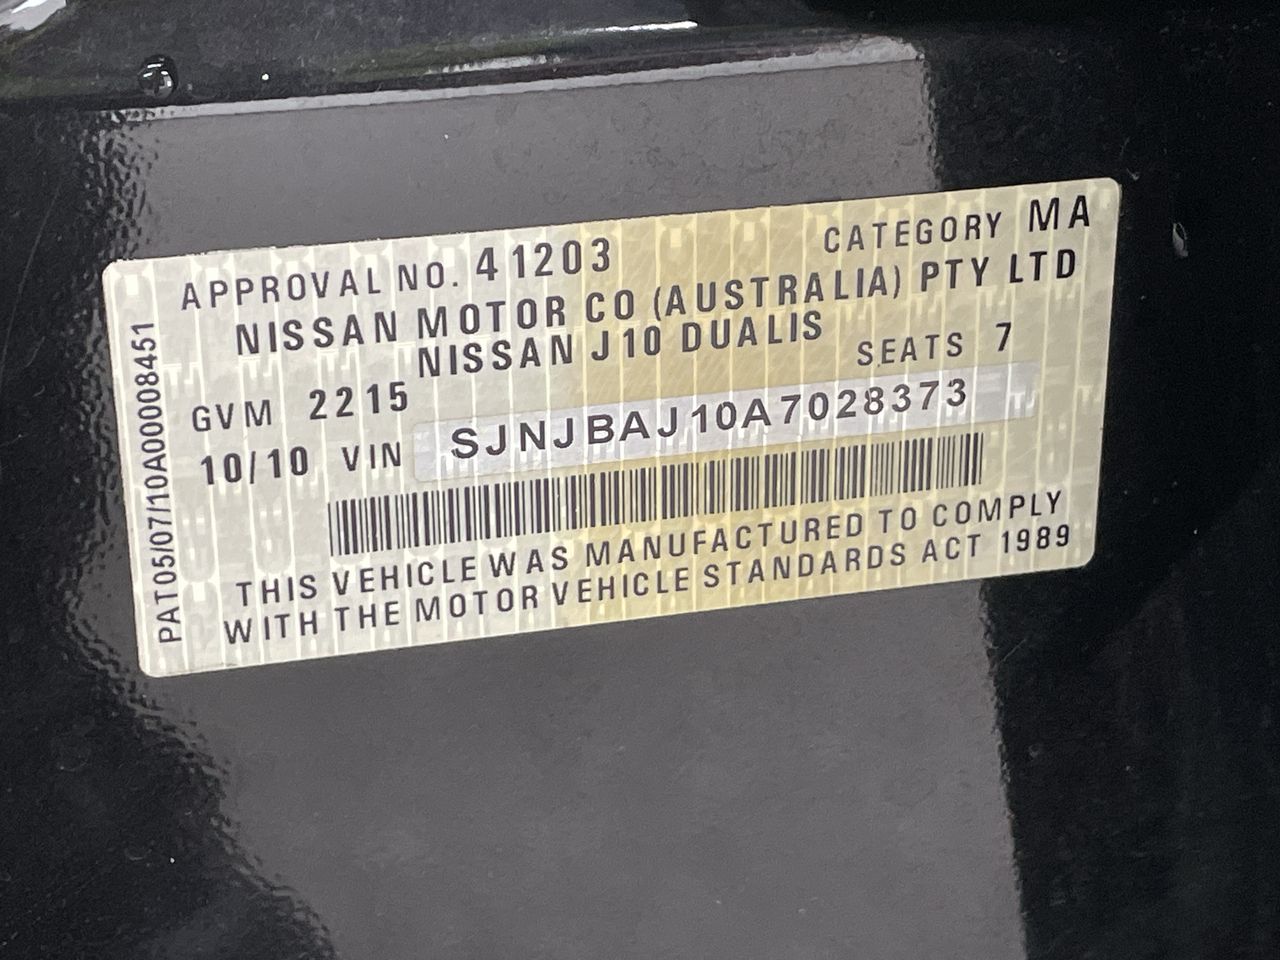 APPROVAL NO. 41203 CATEGORY MA
NISSAN MOTOR CO (AUSTRALIA) PTY LTD
NISSAN J10 DUALIS
GVM 2215 SEATS 7
10/10 VIN SJNJBAJ10A7028373
THIS VEHICLE WAS MANUFACTURED TO COMPLY
WITH THE MOTOR VEHICLE STANDARDS ACT 1989
PAT05/07/10A00008451